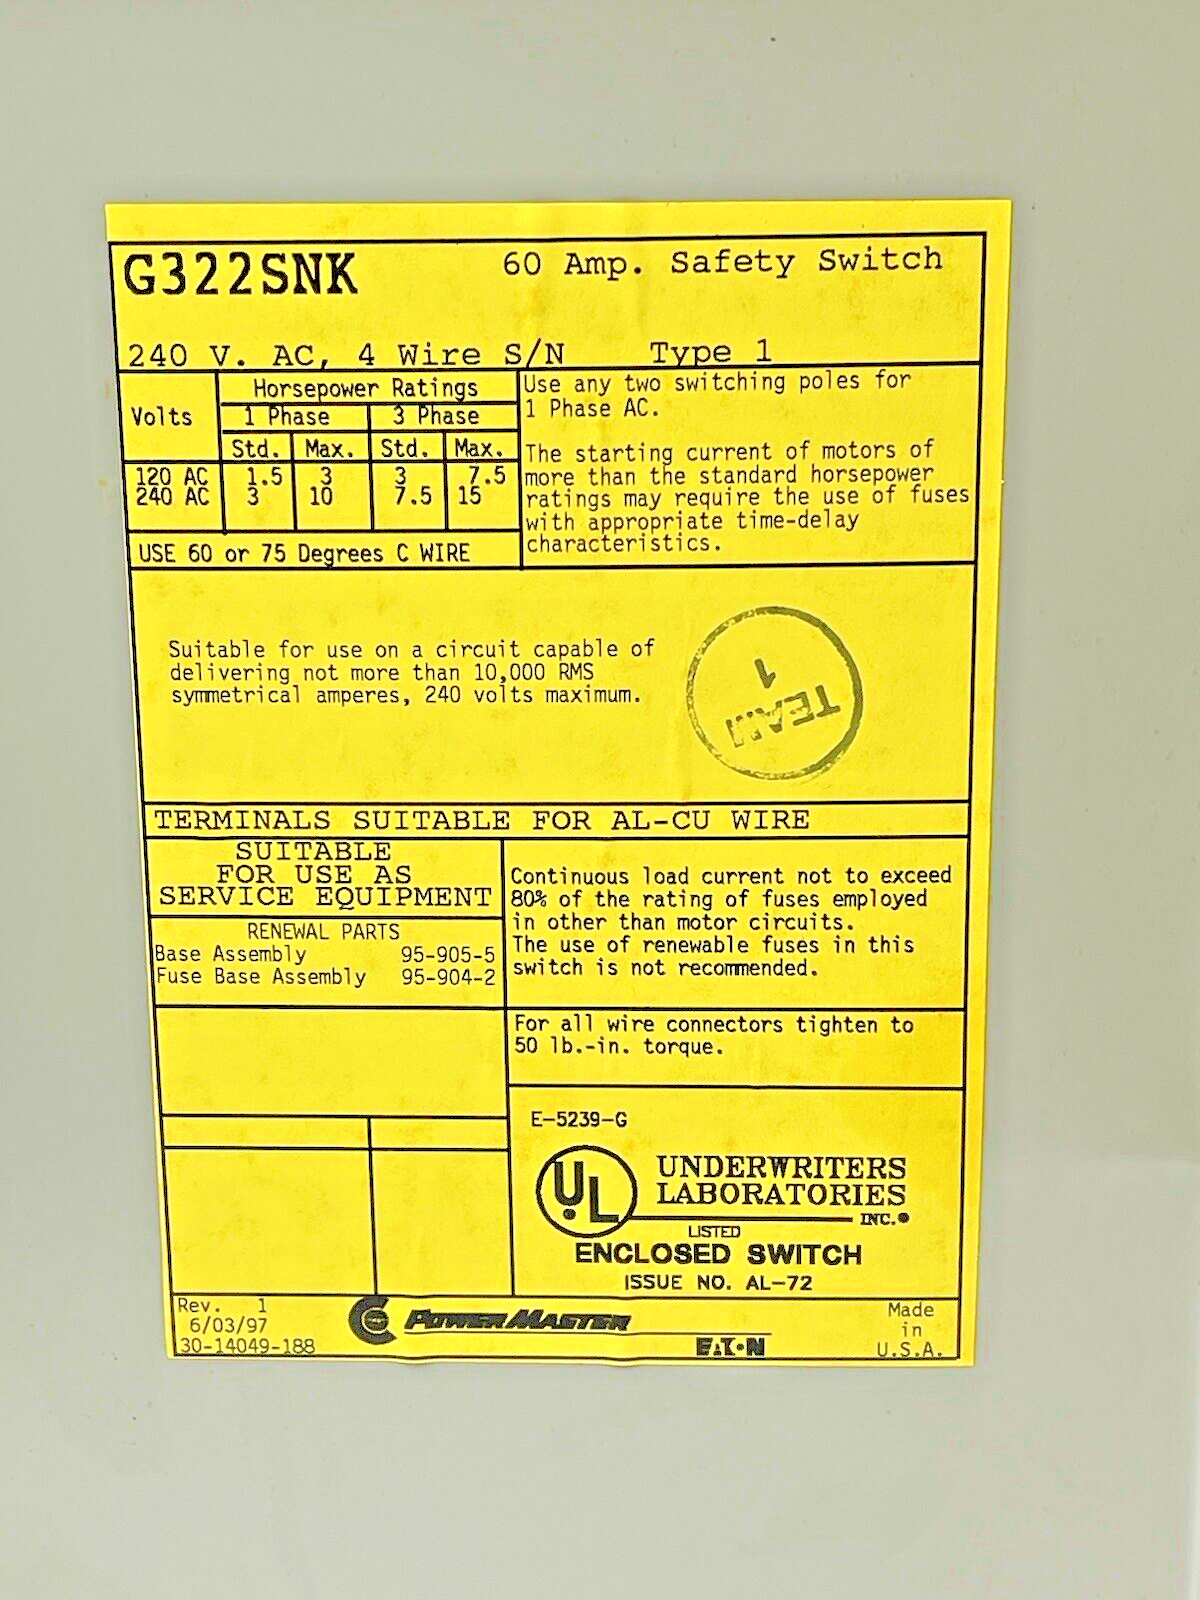 G322SNK 60 Amp. Safety Switch
240 V. AC, 4 Wire S/N Type 1
Volts
Horsepower Ratings
1 Phase 3 Phase
Std. Max. Std. Max.
120 AC 1.5 3 3 7.5
240 AC 3 10 7.5 15
USE 60 or 75 Degrees C WIRE
Use any two switching poles for
1 Phase AC.
The starting current of motors of
more than the standard horsepower
ratings may require the use of fuses
with appropriate time-delay
characteristics.
Suitable for use on a circuit capable of
delivering not more than 10,000 RMS
symmetrical amperes, 240 volts maximum.
TEAM
1
TERMINALS SUITABLE FOR AL-CU WIRE
SUITABLE
FOR USE AS
SERVICE EQUIPMENT
RENEWAL PARTS
Base Assembly 95-905-5
Fuse Base Assembly 95-904-2
Continuous load current not to exceed
80% of the rating of fuses employed
in other than motor circuits.
The use of renewable fuses in this
switch is not recommended.
For all wire connectors tighten to
50 lb.-in. torque.
E-5239-G
UL
UNDERWRITERS
LABORATORIES
INC.®
LISTED
ENCLOSED SWITCH
ISSUE NO. AL-72
Rev. 1
6/03/97
30-14049-188
POWERMASTER
EATON
Made
in
U.S.A.